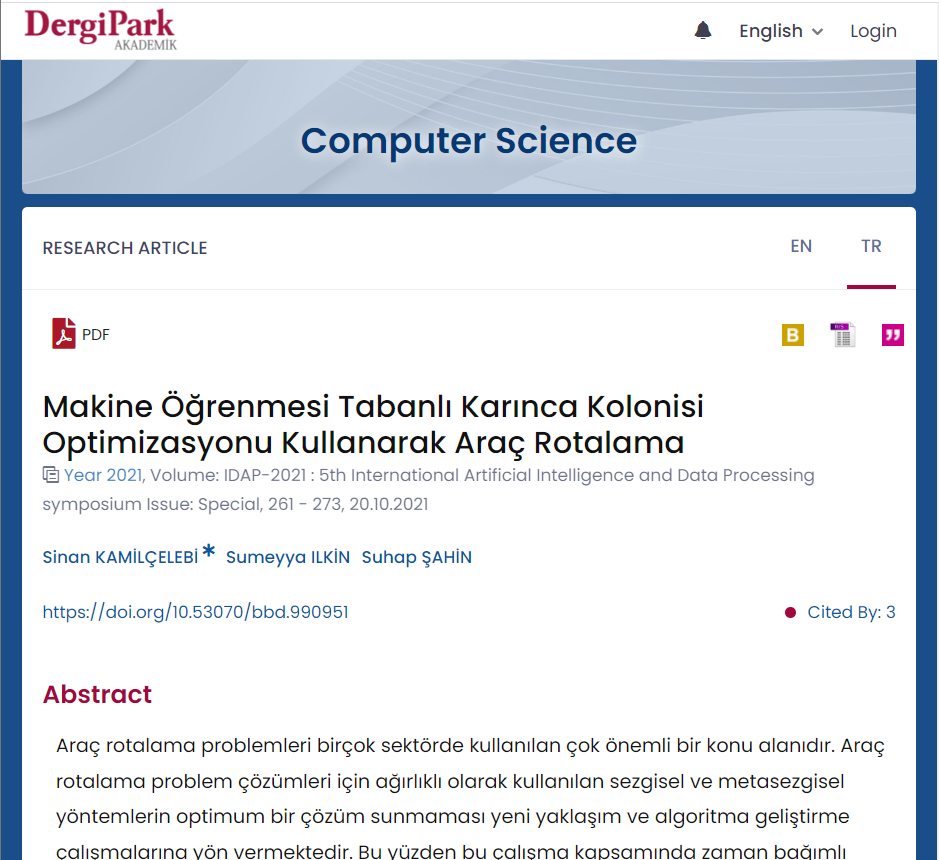 DergiPark
AKADEMİK
English
Login
Computer Science
RESEARCH ARTICLE
EN
TR
PDF
B
RIS
Makine Öğrenmesi Tabanlı Karınca Kolonisi
Optimizasyonu Kullanarak Araç Rotalama
Year 2021, Volume: IDAP-2021 : 5th International Artificial Intelligence and Data Processing
symposium Issue: Special, 261 - 273, 20.10.2021
Sinan KAMİLÇELEBİ * Sumeyya ILKİN Suhap ŞAHİN
https://doi.org/10.53070/bbd.990951
Cited By: 3
Abstract
Araç rotalama problemleri birçok sektörde kullanılan çok önemli bir konu alanıdır. Araç
rotalama problem çözümleri için ağırlıklı olarak kullanılan sezgisel ve metasezgisel
yöntemlerin optimum bir çözüm sunmaması yeni yaklaşım ve algoritma geliştirme
çalışmalarına yön vermektedir. Bu yüzden bu çalışma kapsamında zaman bağımlı